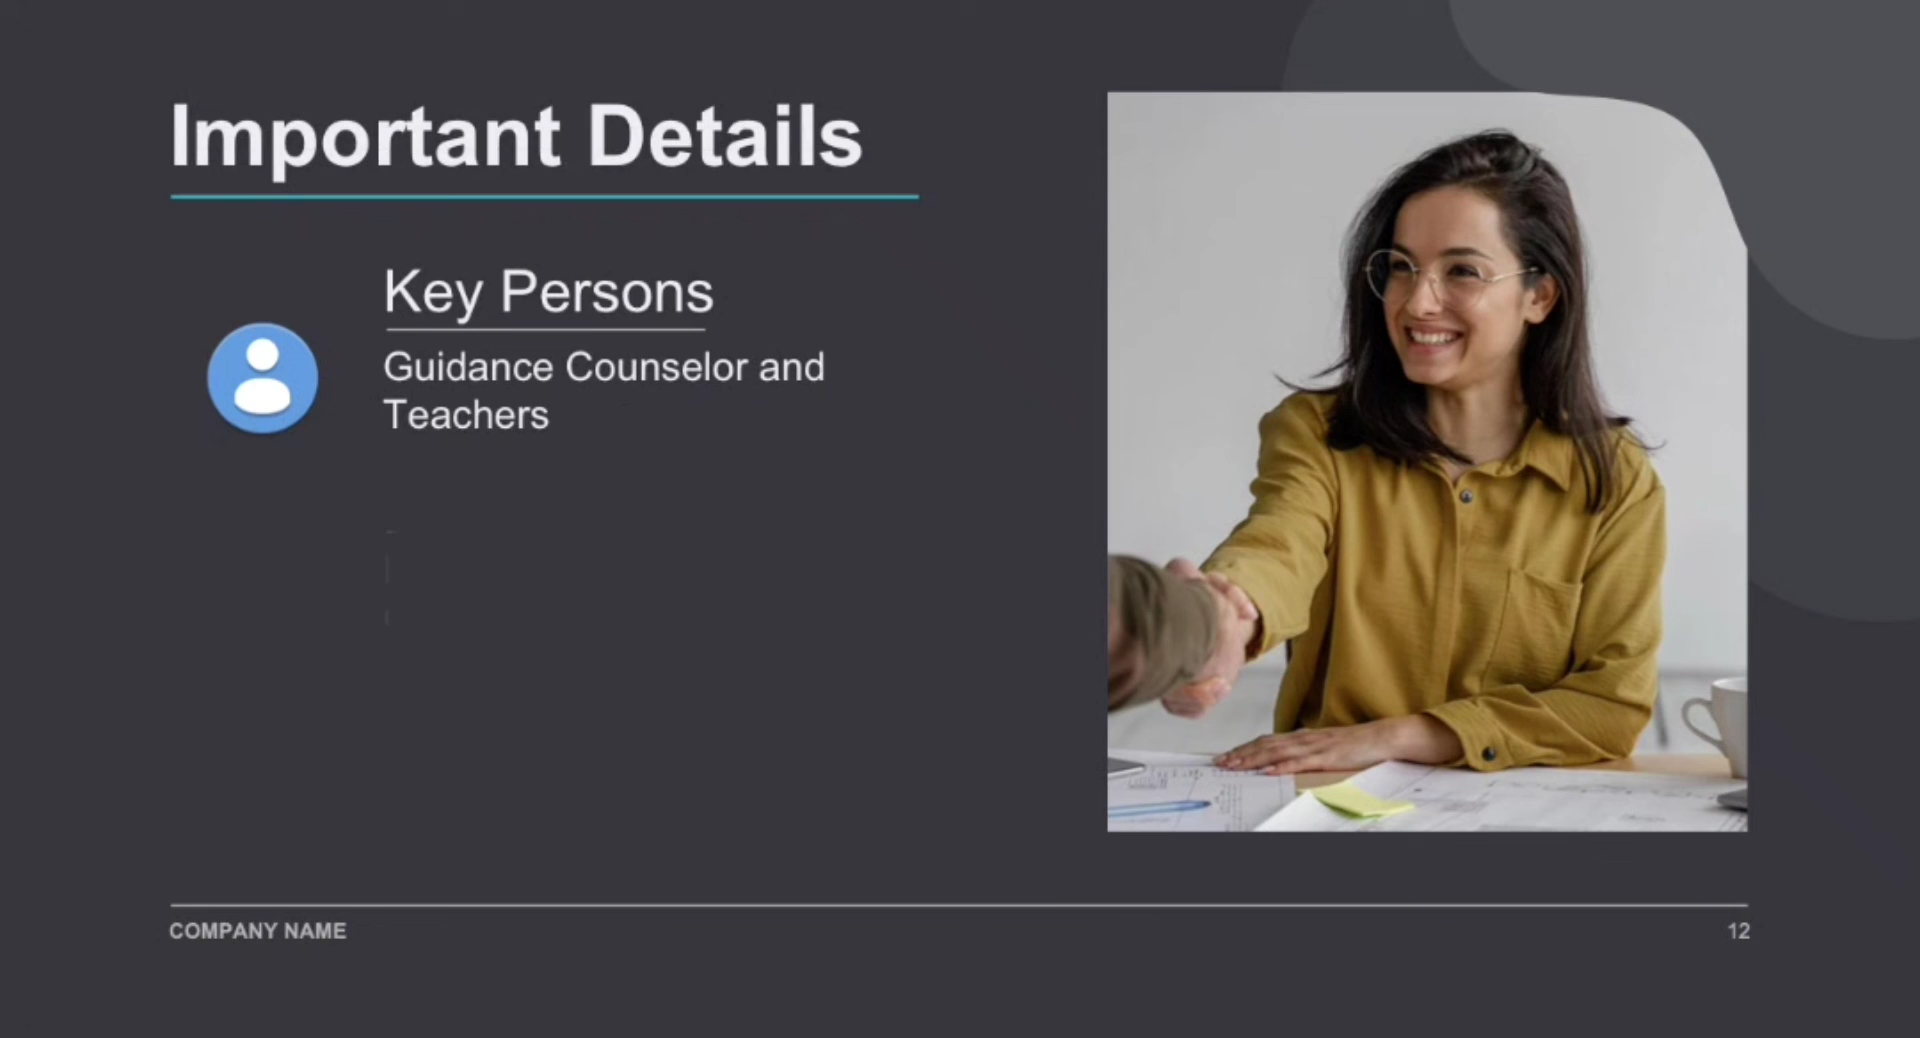 Important Details
Key Persons
Guidance Counselor and
Teachers
COMPANY NAME
12